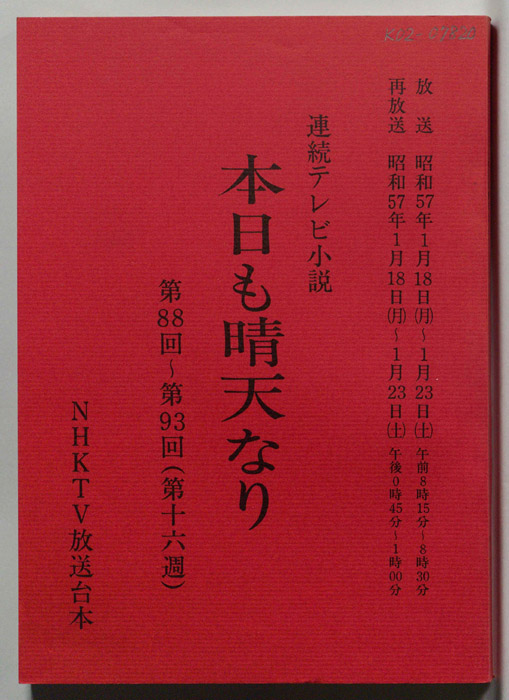 放送 昭和57年1月18日(月)〜1月23日(土) 午前8時15分〜8時30分
再放送 昭和57年1月18日(月)〜1月23日(土) 午後0時45分〜1時00分
連続テレビ小説
本日も晴天なり
第88回〜第93回(第十六週)
NHKTV放送台本